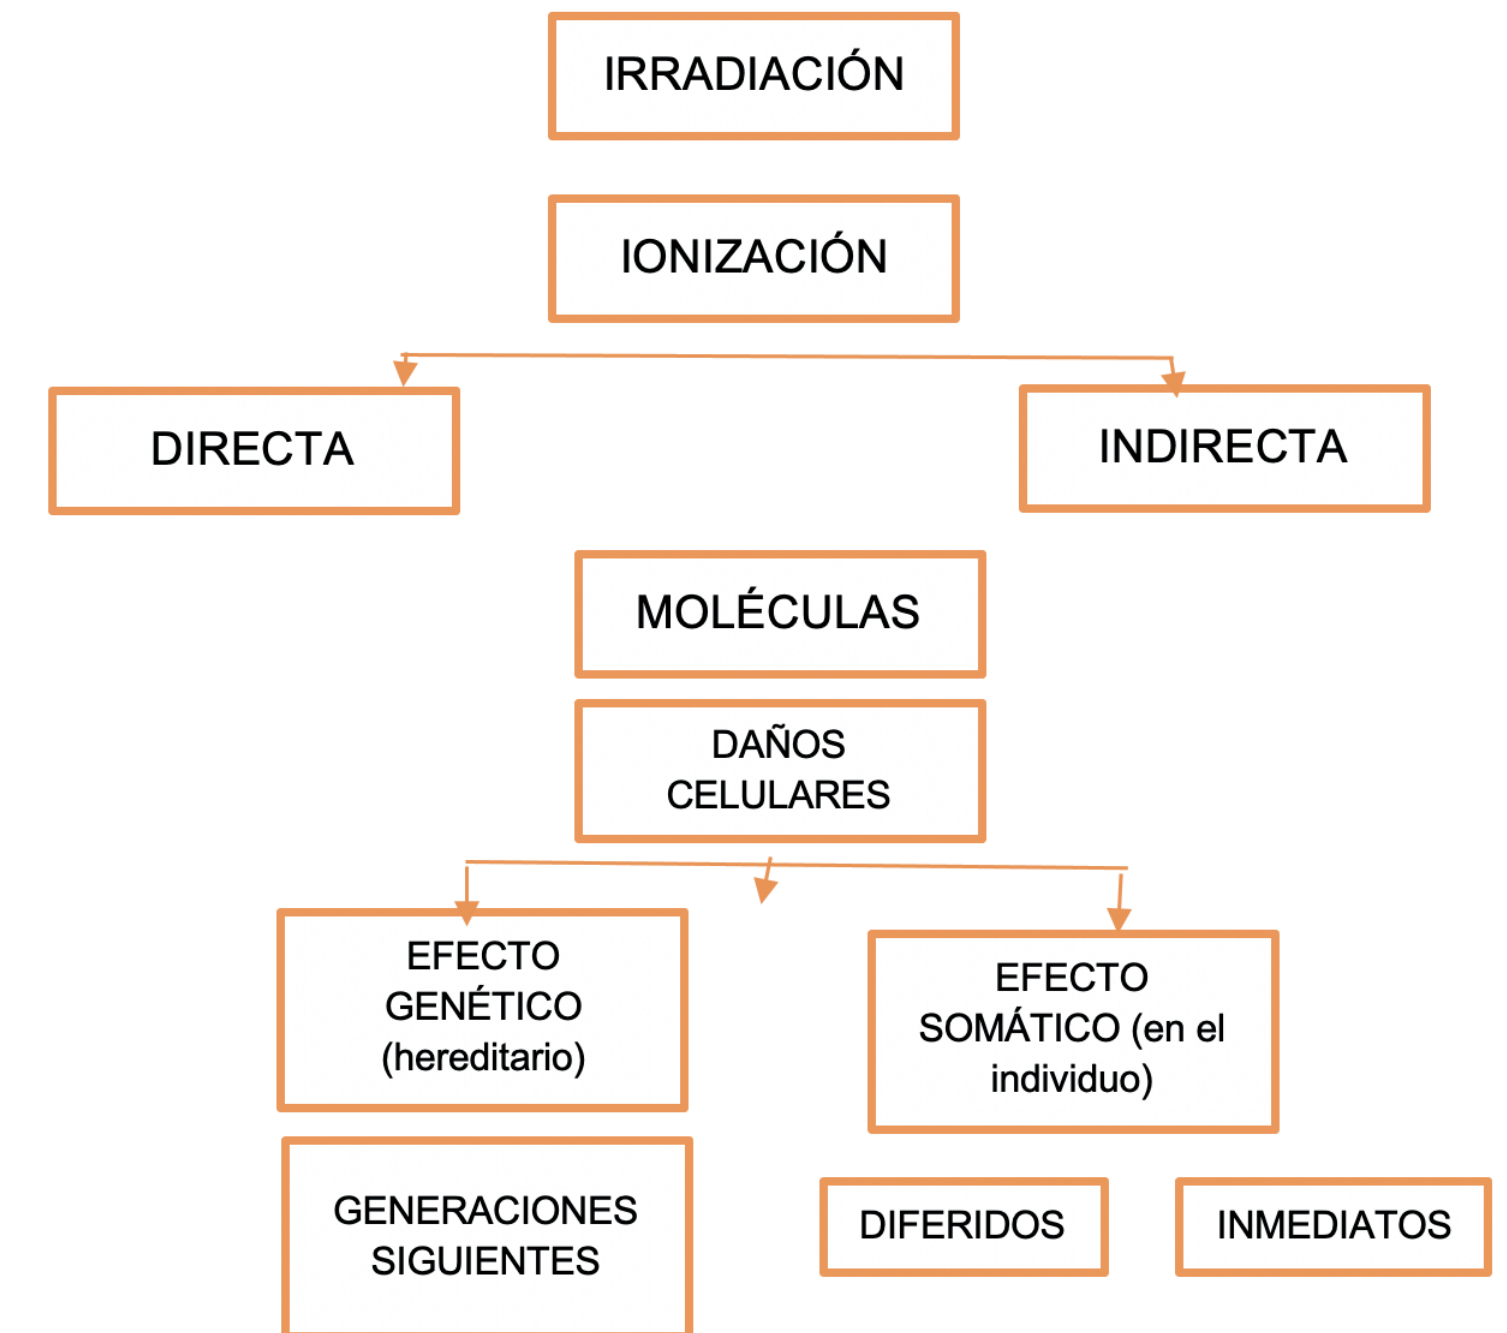 IRRADIACIÓN
IONIZACIÓN
DIRECTA
INDIRECTA
MOLÉCULAS
DAÑOS
CELULARES
EFECTO
GENÉTICO
(hereditario)
EFECTO
SOMÁTICO (en el
individuo)
GENERACIONES
SIGUIENTES
DIFERIDOS
INMEDIATOS